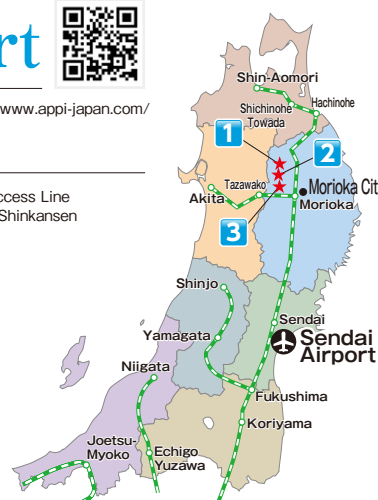 rt
www.appi-japan.com/
ccess Line
Shinkansen
Shin-Aomori
Hachinohe
Shichinohe
Towada
1
2
Tazawako
Morioka Cit
Akita
Morioka
3
Shinjo
Sendai
Yamagata
Sendai
Airport
Niigata
Fukushima
Koriyama
Joetsu-
Myoko
Echigo
Yuzawa